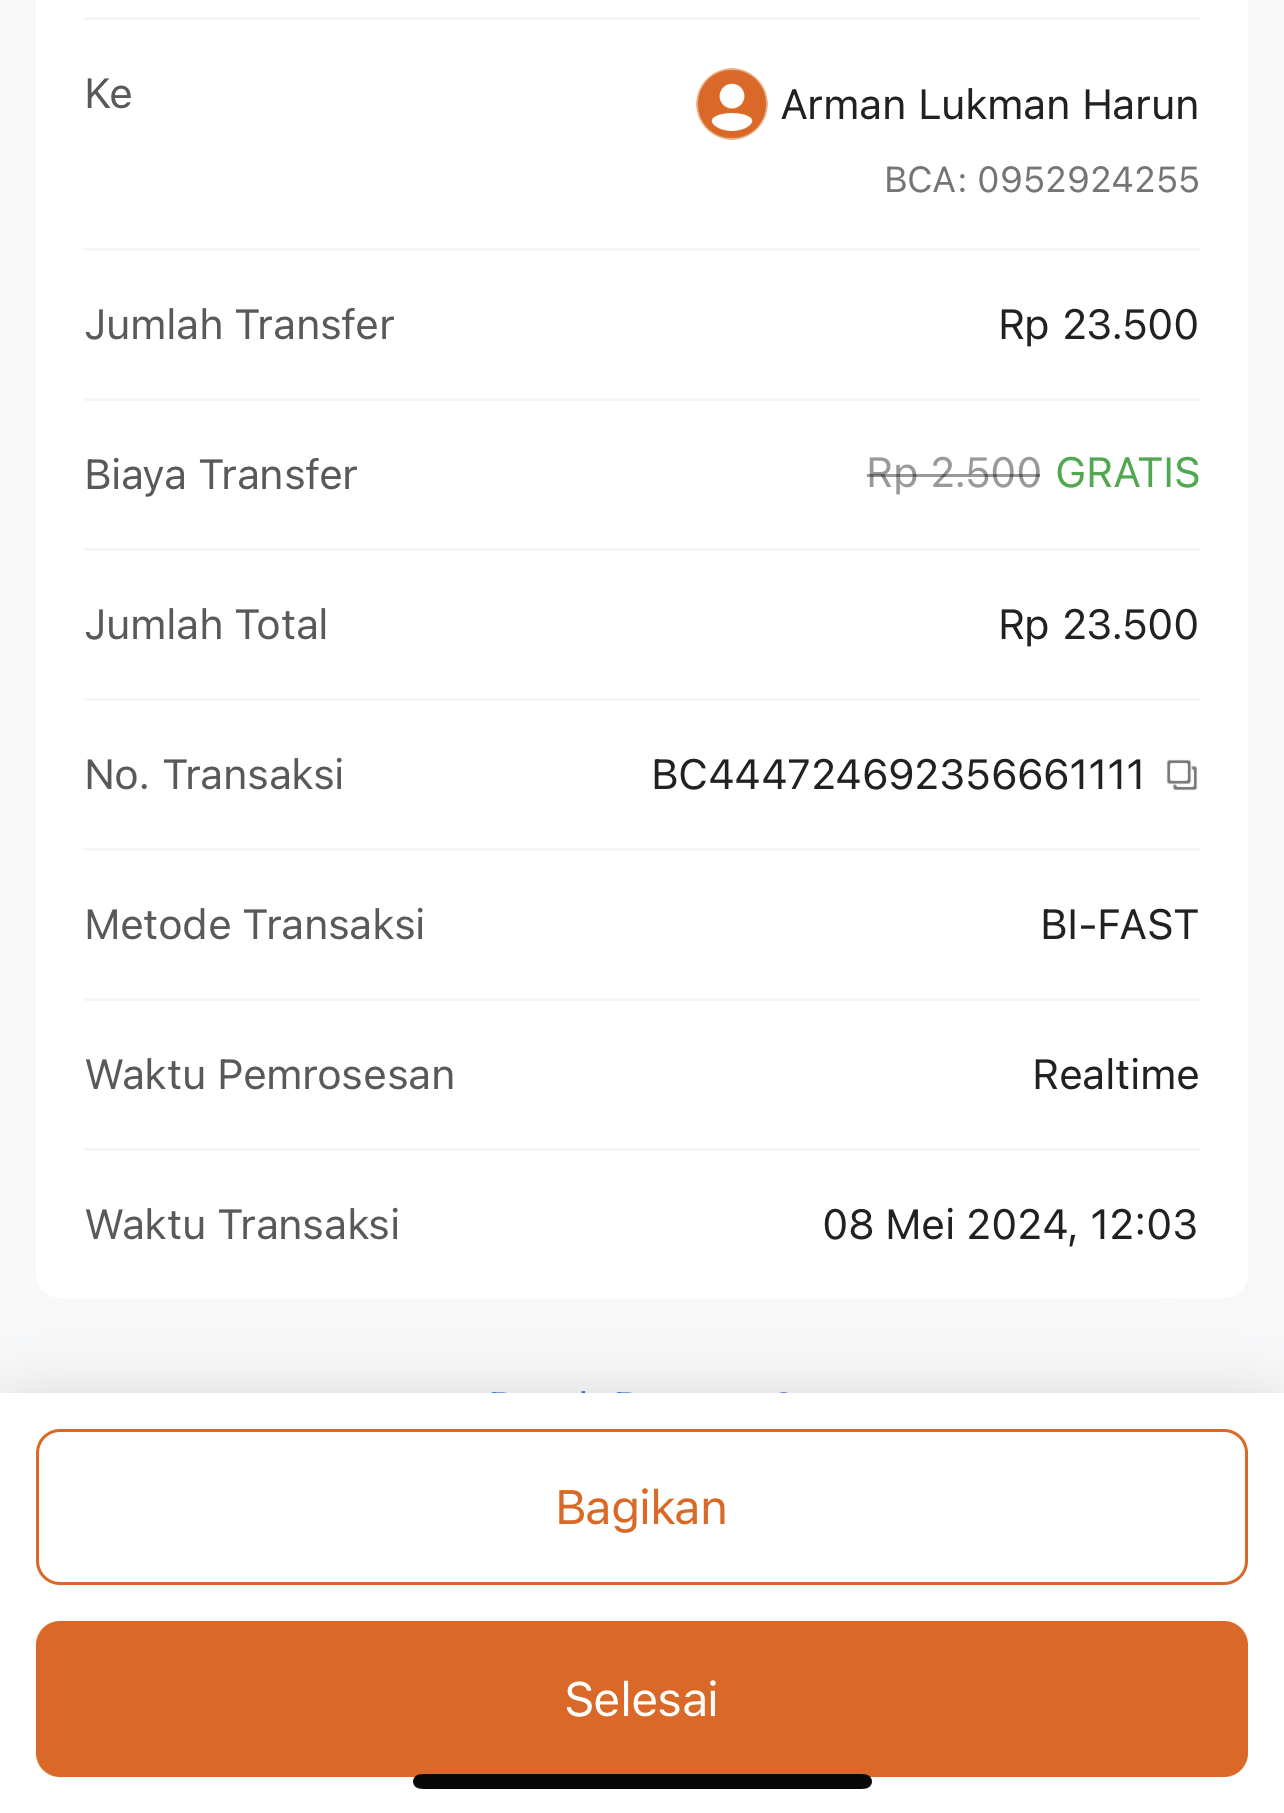 Ke
Arman Lukman Harun
BCA: 0952924255
Jumlah Transfer Rp 23.500
Biaya Transfer Rp 2.500 GRATIS
Jumlah Total Rp 23.500
No. Transaksi BC444724692356661111
Metode Transaksi BI-FAST
Waktu Pemrosesan Realtime
Waktu Transaksi 08 Mei 2024, 12:03
Bagikan
Selesai